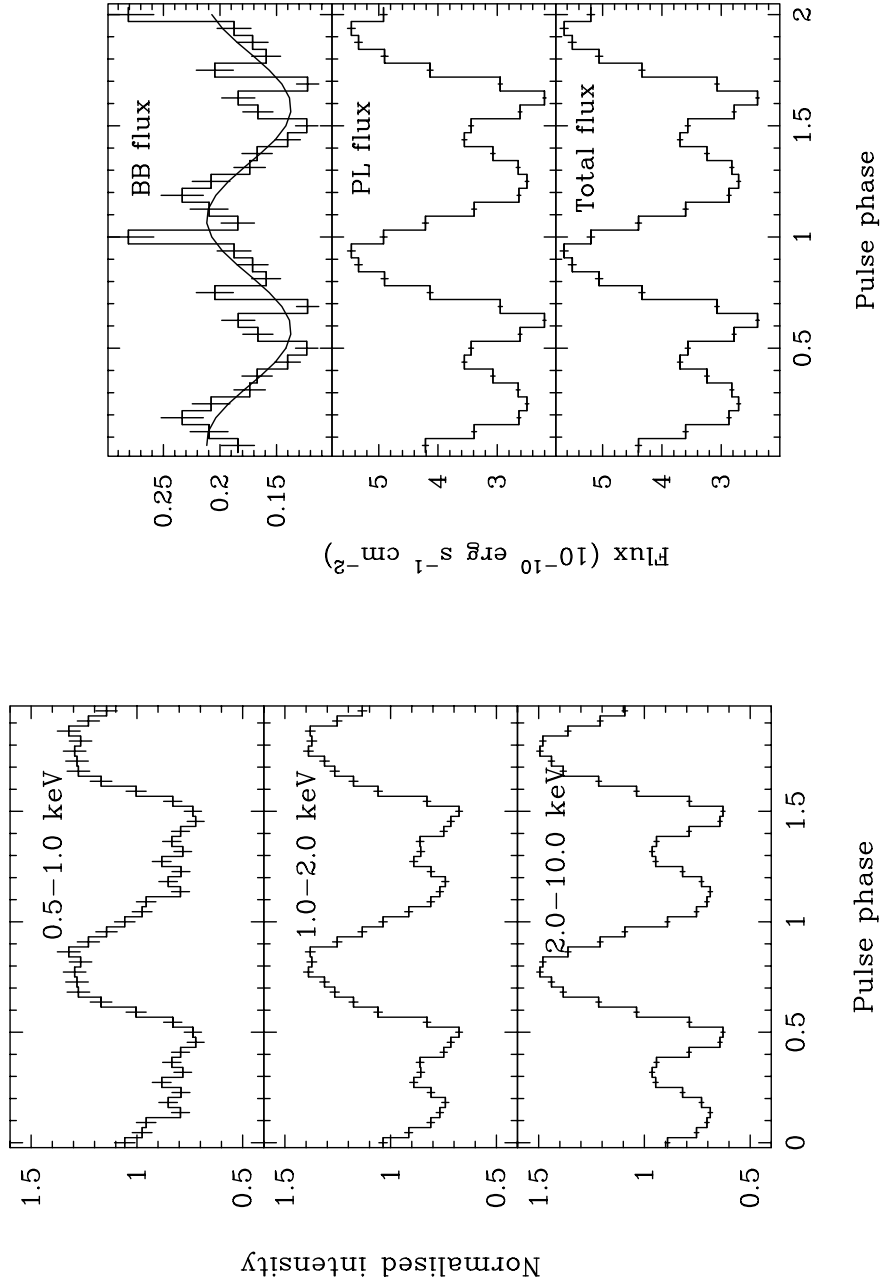 0.5−1.0 keV
1.0−2.0 keV
2.0−10.0 keV
1.5
1
0.5
1.5
1
0.5
1.5
1
0.5
Normalised intensity
0
0.5
1
1.5
Pulse phase
BB flux
PL flux
Total flux
0.25
0.2
0.15
5
4
3
5
4
3
Flux (10⁻¹⁰ erg s⁻¹ cm⁻²)
0.5
1
1.5
2
Pulse phase